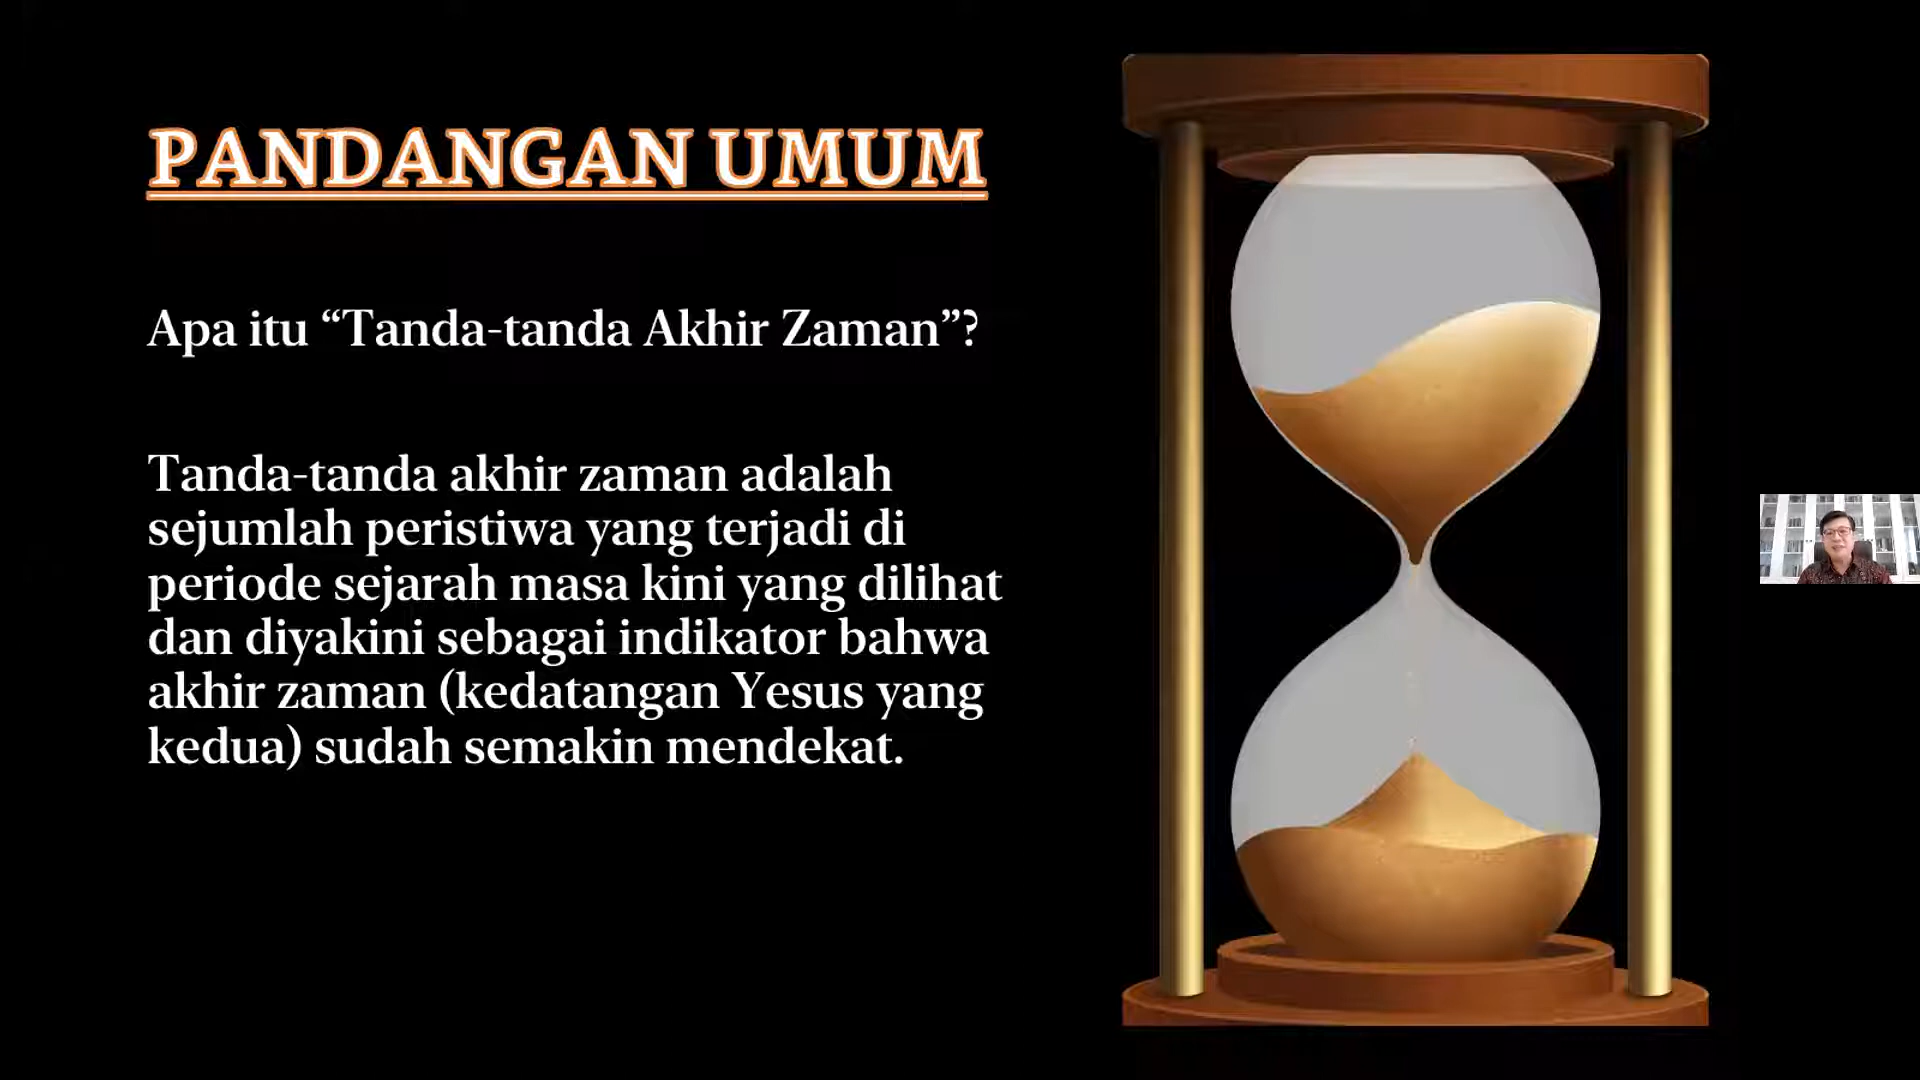 PANDANGAN UMUM
Apa itu “Tanda-tanda Akhir Zaman”?
Tanda-tanda akhir zaman adalah
sejumlah peristiwa yang terjadi di
periode sejarah masa kini yang dilihat
dan diyakini sebagai indikator bahwa
akhir zaman (kedatangan Yesus yang
kedua) sudah semakin mendekat.